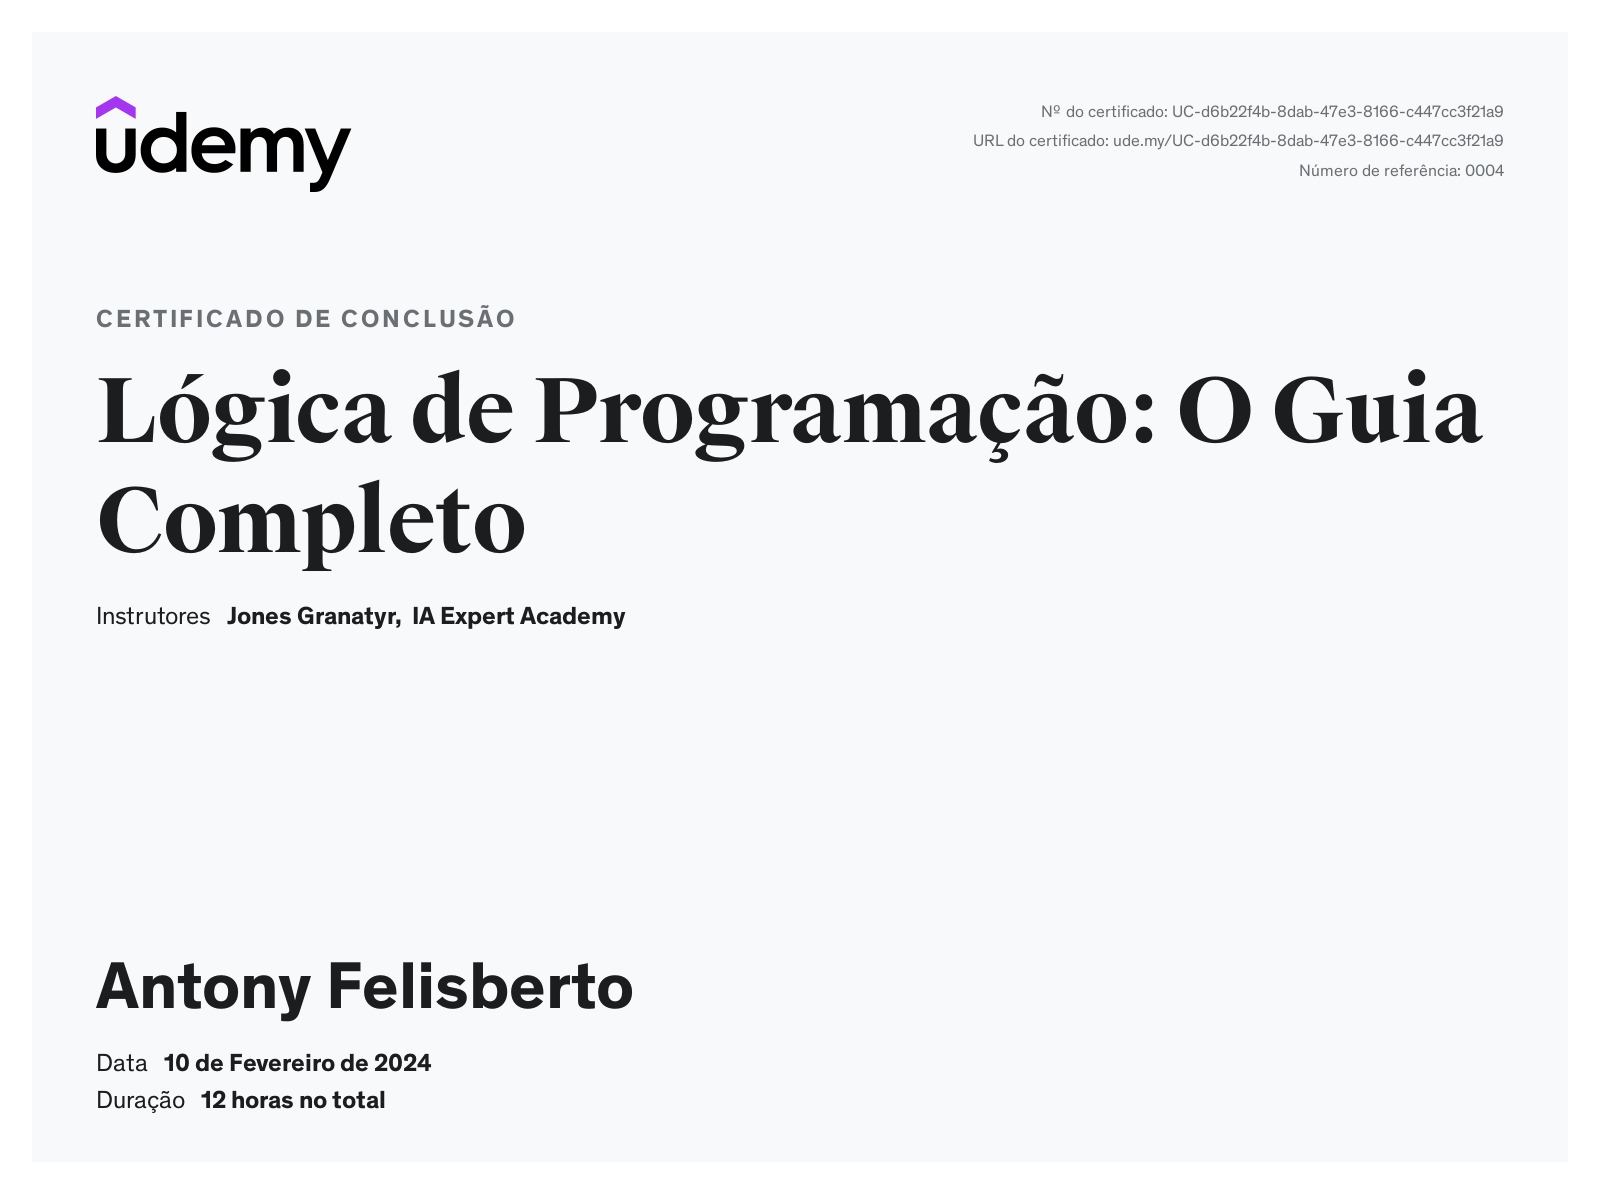 udemy
Nº do certificado: UC-d6b22f4b-8dab-47e3-8166-c447cc3f21a9
URL do certificado: ude.my/UC-d6b22f4b-8dab-47e3-8166-c447cc3f21a9
Número de referência: 0004
CERTIFICADO DE CONCLUSÃO
Lógica de Programação: O Guia
Completo
Instrutores Jones Granatyr, IA Expert Academy
Antony Felisberto
Data 10 de Fevereiro de 2024
Duração 12 horas no total